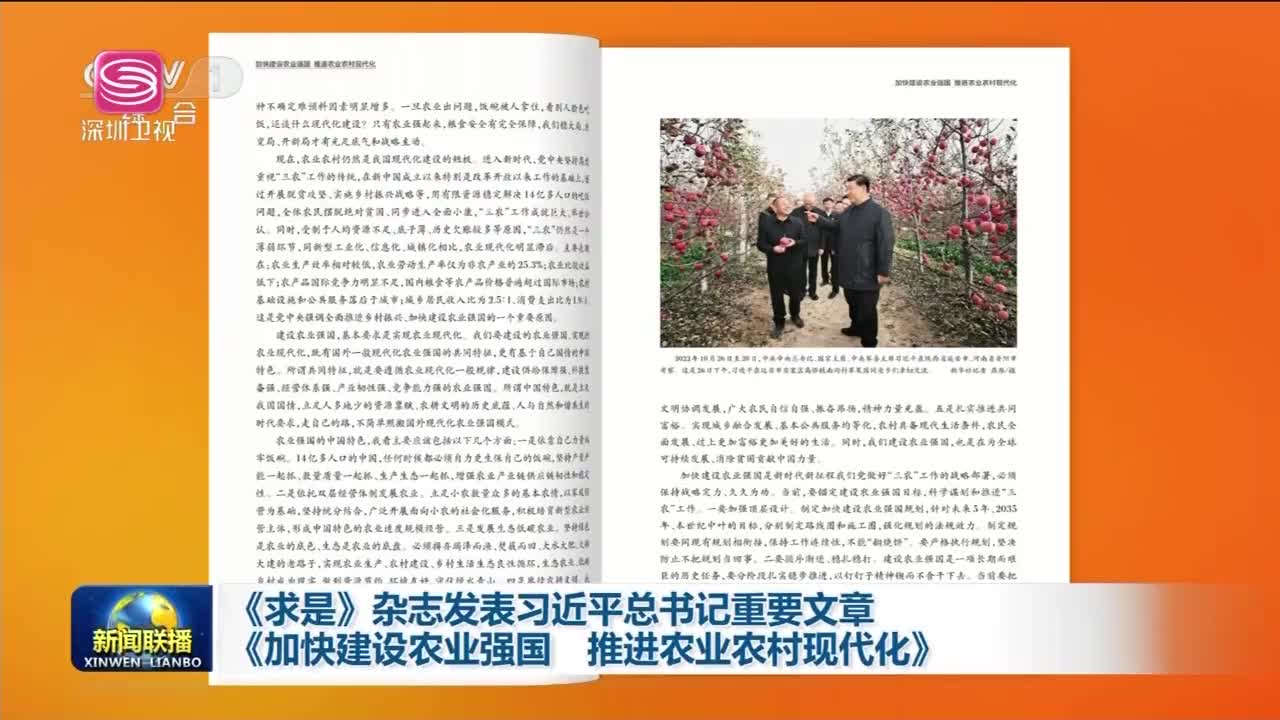 CCTV 1
综合
深圳卫视
加快建设农业强国 推进农业农村现代化
种不确定难预料因素明显增多。一旦农业出问题，饭碗被人拿住，看别人脸色吃
饭，还谈什么现代化建设？只有农业强起来，粮食安全有完全保障，我们稳大局、应
变局、开新局才有充足底气和战略主动。
现在，农业农村仍然是我国现代化建设的短板。进入新时代，党中央坚持高度
重视“三农”工作的传统，在新中国成立以来特别是改革开放以来工作的基础上，通
过开展脱贫攻坚、实施乡村振兴战略等，用有限资源稳定解决14亿多人口的吃饭
问题，全体农民摆脱绝对贫困、同步进入全面小康，“三农”工作成就巨大、举世公
认。同时，受制于人均资源不足、底子薄、历史欠账较多等原因，“三农”仍然是一个
薄弱环节，同新型工业化、信息化、城镇化相比，农业现代化明显滞后。主要表现
在：农业生产效率相对较低，农业劳动生产率仅为非农产业的25.3%；农业比较效益
低下；农产品国际竞争力明显不足，国内粮食等农产品价格普遍超过国际市场；农村
基础设施和公共服务落后于城市；城乡居民收入比为2.5∶1、消费支出比为1.9∶1。
这是党中央强调全面推进乡村振兴、加快建设农业强国的一个重要原因。
建设农业强国，基本要求是实现农业现代化。我们要建设的农业强国、实现的
农业现代化，既有国外一般现代化农业强国的共同特征，更有基于自己国情的中国
特色。所谓共同特征，就是要遵循农业现代化一般规律，建设供给保障强、科技装
备强、经营体系强、产业韧性强、竞争能力强的农业强国。所谓中国特色，就是立足
我国国情，立足人多地少的资源禀赋、农耕文明的历史底蕴、人与自然和谐共生的
时代要求，走自己的路，不简单照搬国外现代化农业强国模式。
农业强国的中国特色，我看主要应该包括以下几个方面：一是依靠自己力量端
牢饭碗。14亿多人口的中国，任何时候都必须自力更生保自己的饭碗，坚持产量产
能一起抓、数量质量一起抓、生产生态一起抓，增强农业产业链供应链韧性和稳定
性。二是依托双层经营体制发展农业。立足小农数量众多的基本农情，以家庭经
营为基础，坚持统分结合，广泛开展面向小农的社会化服务，积极培育新型农业经
营主体，形成中国特色的农业适度规模经营。三是发展生态低碳农业。坚持绿色
是农业的底色、生态是农业的底盘。必须摒弃竭泽而渔、焚薮而田、大水大肥、大拆
大建的老路子，实现农业生产、农村建设、乡村生活生态良性循环，生态农业、低碳
加快建设农业强国 推进农业农村现代化
2022年10月26日至28日，中共中央总书记、国家主席、中央军委主席习近平在陕西省延安市、河南省安阳市
考察。这是26日下午，习近平在延安市安塞区高桥镇南沟村苹果园同老乡们亲切交流。 新华社记者 燕雁/摄
文明协调发展，广大农民自信自强、振奋昂扬，精神力量充盈。五是扎实推进共同
富裕。实现城乡融合发展、基本公共服务均等化，农村具备现代生活条件，农民全
面发展、过上更加富裕更加美好的生活。同时，我们建设农业强国，也是在为全球
可持续发展、消除贫困贡献中国力量。
加快建设农业强国是新时代新征程我们党做好“三农”工作的战略部署，必须
保持战略定力、久久为功。当前，要锚定建设农业强国目标，科学谋划和推进“三
农”工作。一要加强顶层设计。制定加快建设农业强国规划，针对未来5年、2035
年、本世纪中叶的目标，分别制定路线图和施工图，强化规划的法规效力。制定规
划要同现有规划相衔接，保持工作连续性，不能“翻烧饼”。要严格执行规划，坚决
防止不把规划当回事。二要循序渐进、稳扎稳打。建设农业强国是一项长期而艰
巨的历史任务，要分阶段扎实稳步推进，以钉钉子精神锲而不舍干下去。当前要把
新闻联播
XINWEN LIANBO
《求是》杂志发表习近平总书记重要文章
《加快建设农业强国 推进农业农村现代化》